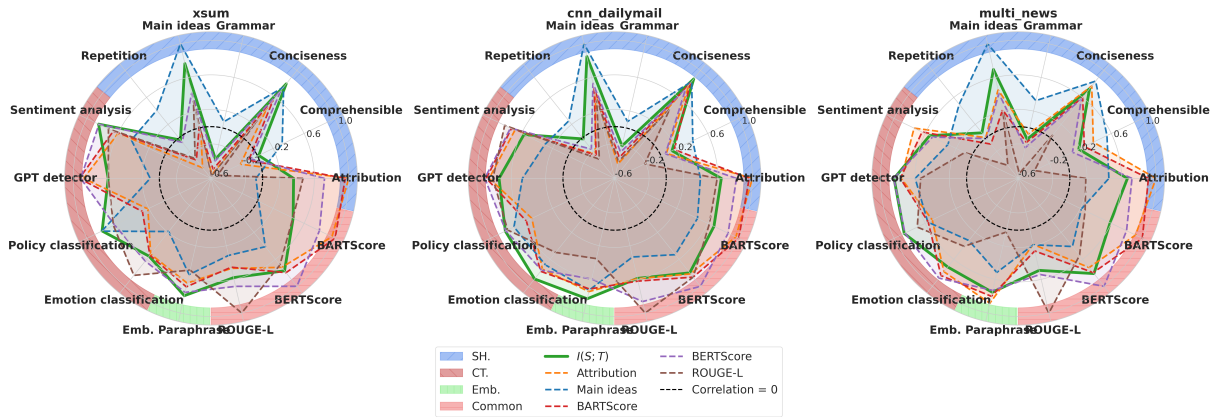 xsum
Main ideas Grammar
Repetition
Conciseness
Sentiment analysis
Comprehensible
GPT detector
Attribution
Policy classification
BARTScore
Emotion classification
BERTScore
Emb. Paraphrase
ROUGE-L
1.0
0.6
0.2
-0.2
-0.6
cnn_dailymail
Main ideas Grammar
Repetition
Conciseness
Sentiment analysis
Comprehensible
GPT detector
Attribution
Policy classification
BARTScore
Emotion classification
BERTScore
Emb. Paraphrase
ROUGE-L
1.0
0.6
0.2
-0.2
-0.6
multi_news
Main ideas Grammar
Repetition
Conciseness
Sentiment analysis
Comprehensible
GPT detector
Attribution
Policy classification
BARTScore
Emotion classification
BERTScore
Emb. Paraphrase
ROUGE-L
1.0
0.6
0.2
-0.2
-0.6
SH.
CT.
Emb.
Common
I(S; T)
Attribution
Main ideas
BARTScore
BERTScore
ROUGE-L
Correlation = 0